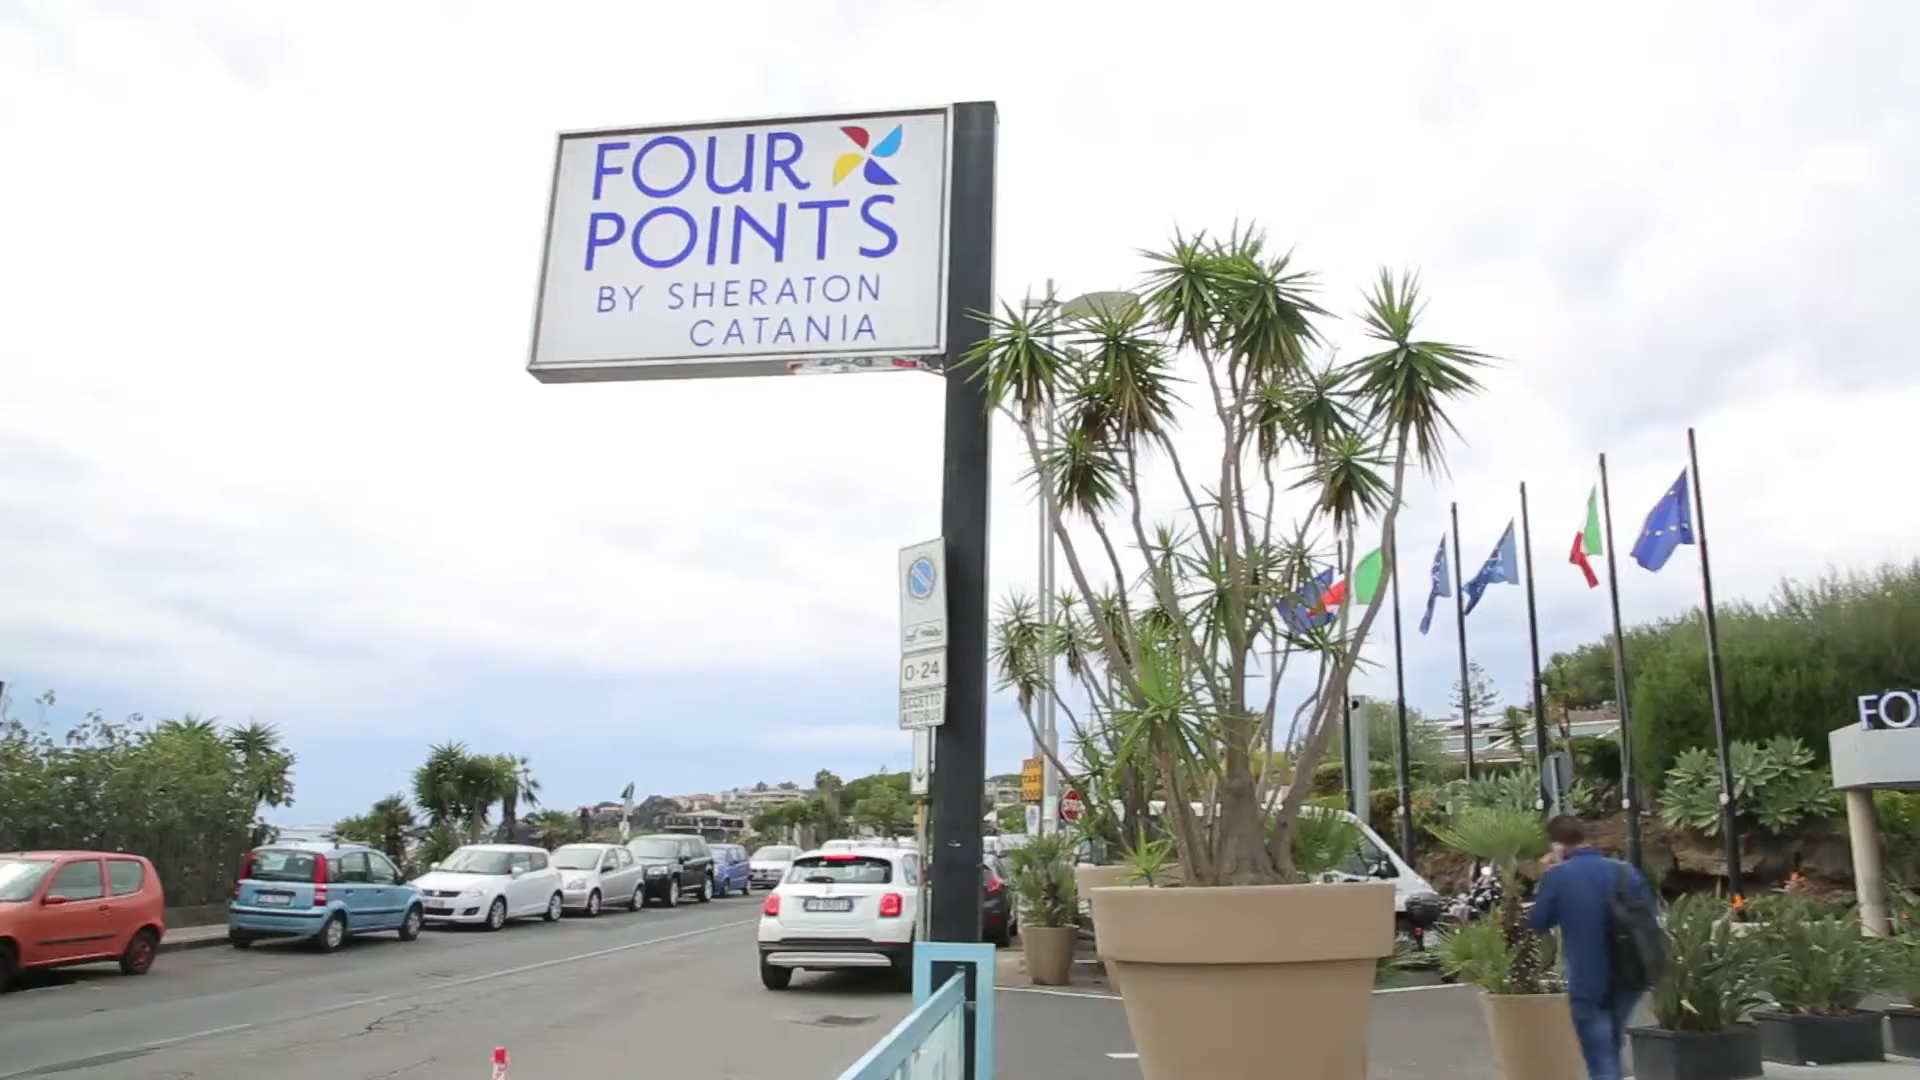 FOUR
POINTS
BY SHERATON
CATANIA
0-24
ECCETTO
AUTOBUS
FO